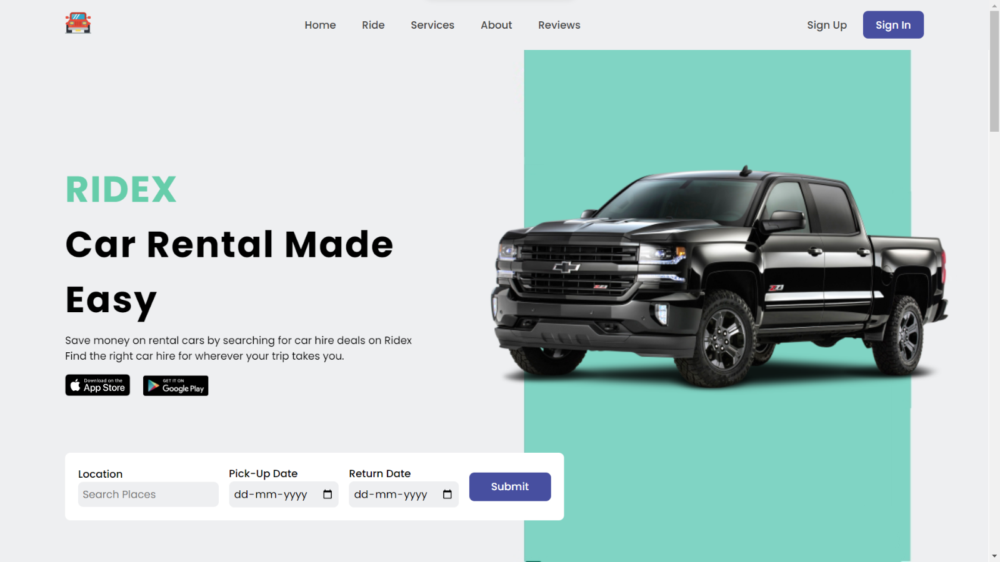 Home Ride Services About Reviews Sign Up Sign In
RIDEX
Car Rental Made
Easy
Save money on rental cars by searching for car hire deals on Ridex
Find the right car hire for wherever your trip takes you.
Download on the App Store
GET IT ON Google Play
Location Pick-Up Date Return Date
Search Places dd-mm-yyyy dd-mm-yyyy Submit